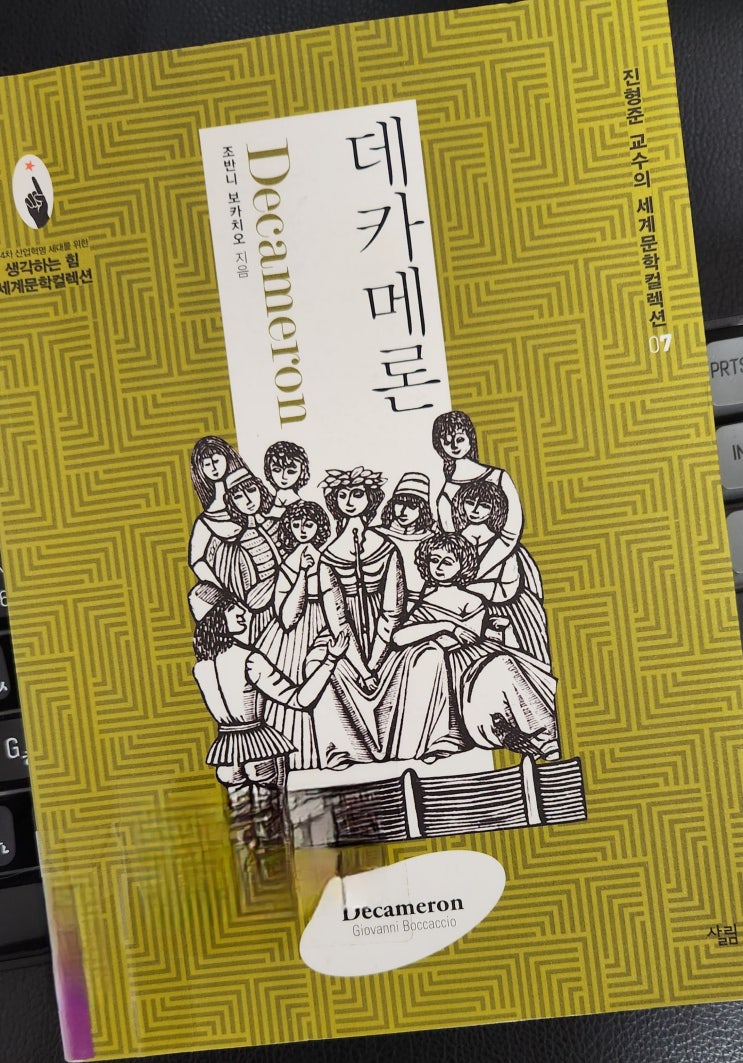 데카메론
Decameron
조반니 보카치오 지음
진형준 교수의 세계문학컬렉션 07
4차 산업혁명 세대를 위한
생각하는 힘
세계문학컬렉션
Decameron
Giovanni Boccaccio
살림
PRTS
IN
G